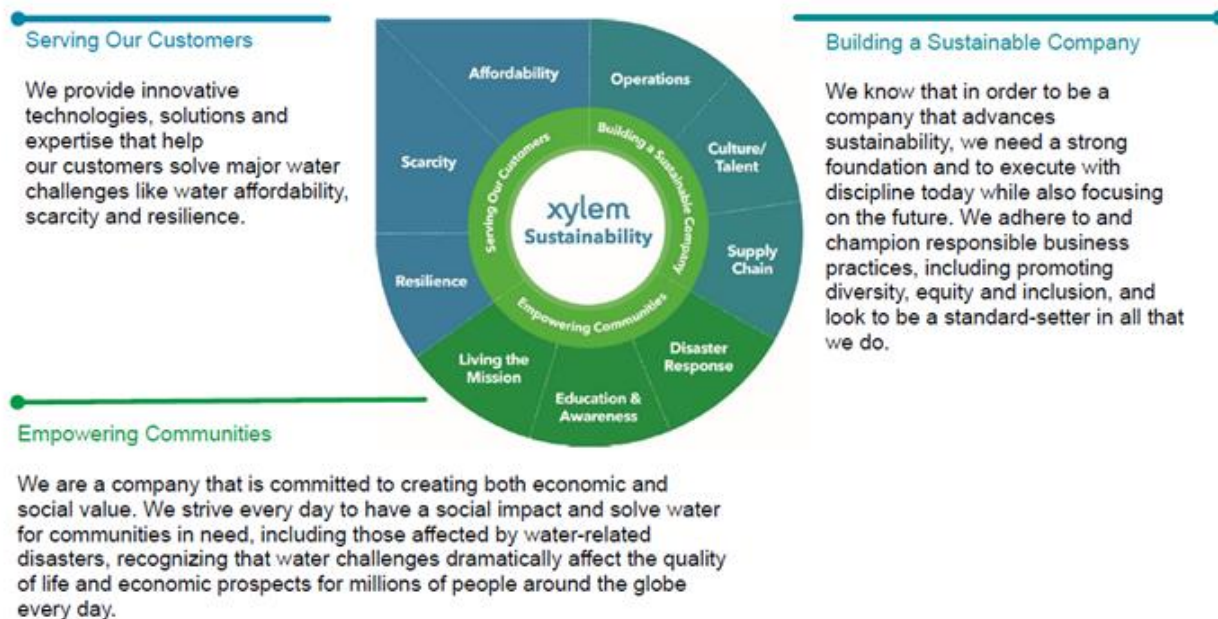 Serving Our Customers
We provide innovative
technologies, solutions and
expertise that help
our customers solve major water
challenges like water affordability,
scarcity and resilience.
Affordability
Scarcity
Resilience
Operations
Culture/
Talent
Supply
Chain
Disaster
Response
Education &
Awareness
Living the
Mission
Serving Our Customers
Building a Sustainable Company
Empowering Communities
xylem
Sustainability
Building a Sustainable Company
We know that in order to be a
company that advances
sustainability, we need a strong
foundation and to execute with
discipline today while also focusing
on the future. We adhere to and
champion responsible business
practices, including promoting
diversity, equity and inclusion, and
look to be a standard-setter in all that
we do.
Empowering Communities
We are a company that is committed to creating both economic and
social value. We strive every day to have a social impact and solve water
for communities in need, including those affected by water-related
disasters, recognizing that water challenges dramatically affect the quality
of life and economic prospects for millions of people around the globe
every day.